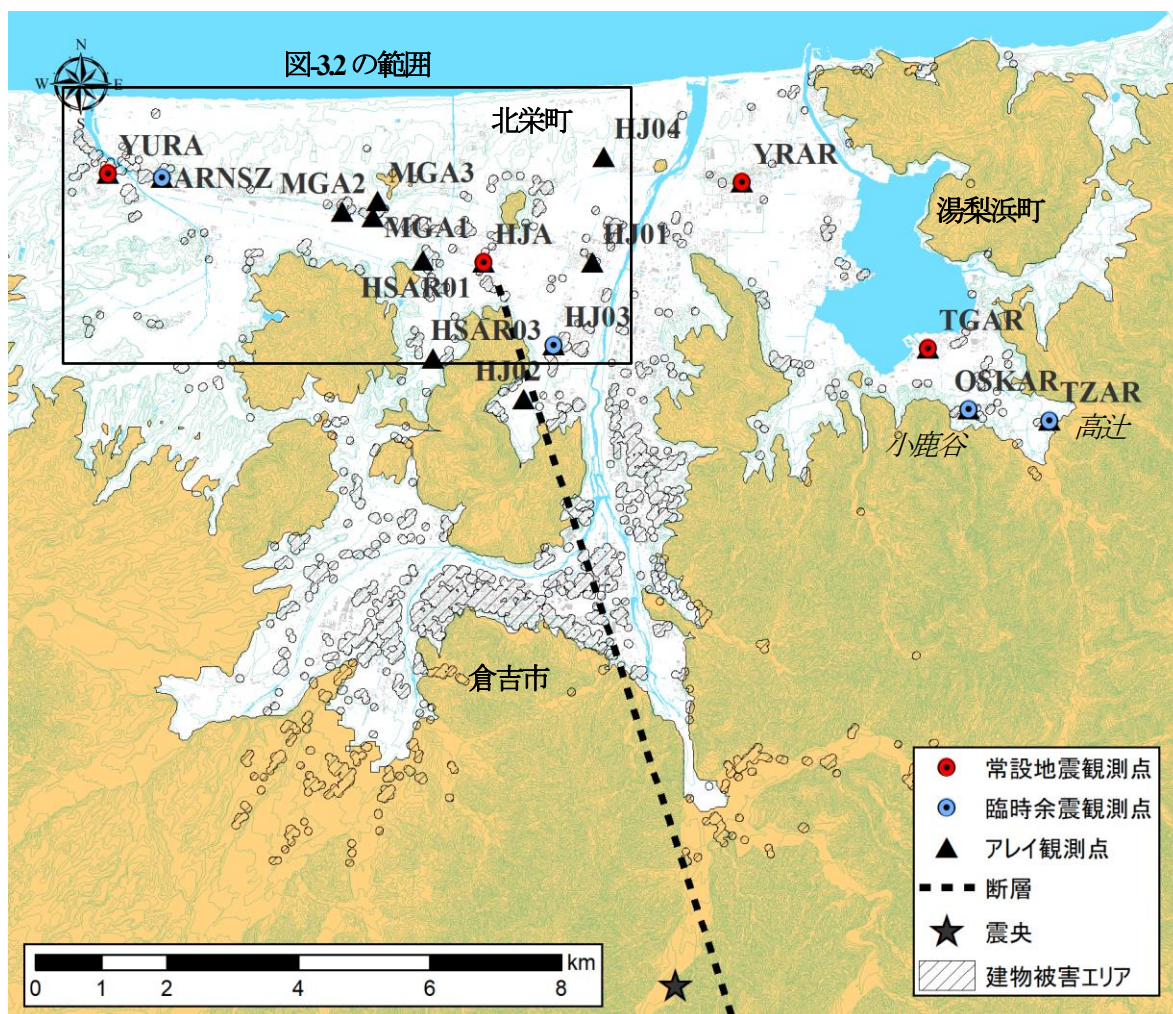 N
W E
S
図-3.2 の範囲
北栄町
HJ04
YURA
ARNSZ
MGA3
MGA2
MGA1
YRAR
湯梨浜町
HJA
HJ01
HSAR01
HSAR03
HJ03
HJ02
TGAR
OSKAR
TZAR
小鹿谷
高辻
倉吉市
常設地震観測点
臨時余震観測点
アレイ観測点
断層
震央
建物被害エリア
km
0 1 2 4 6 8